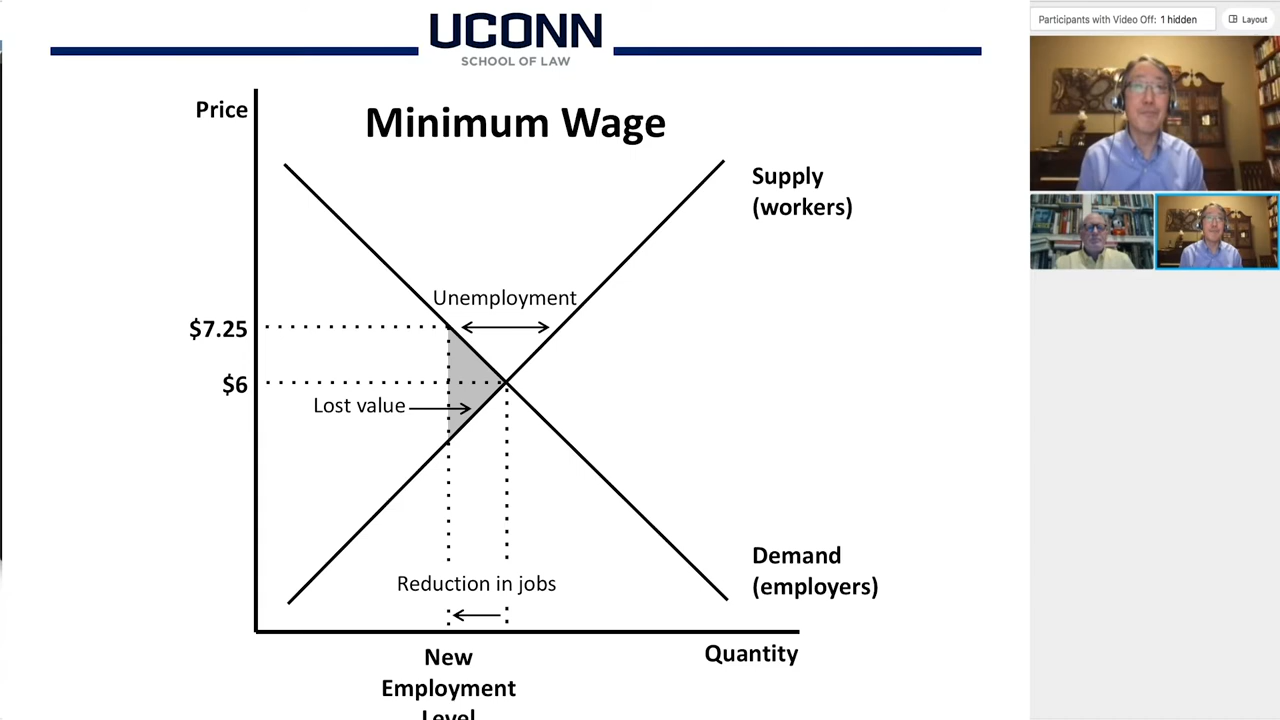 UCONN
SCHOOL OF LAW
Participants with Video Off: 1 hidden
Layout
Price
Minimum Wage
Supply
(workers)
Unemployment
$7.25
$6
Lost value
Demand
(employers)
Reduction in jobs
Quantity
New
Employment
Level